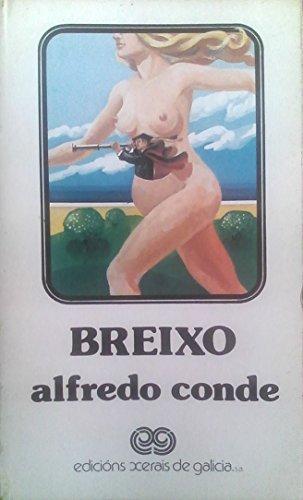 BREIXO
alfredo conde
edicións xerais de galicia, s.a.